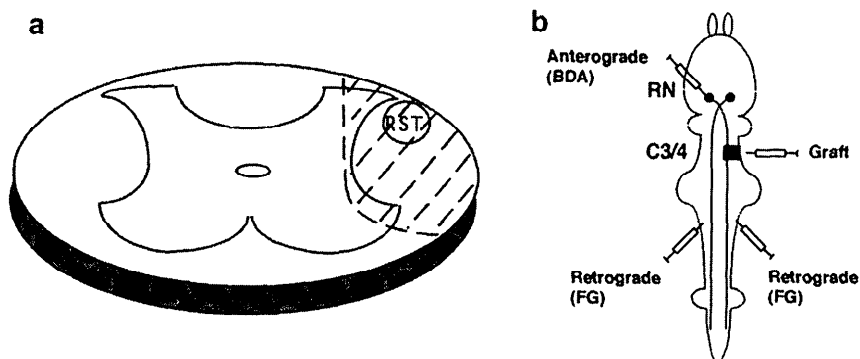 a
RST
b
Anterograde
(BDA)
RN
C3/4
Graft
Retrograde
(FG)
Retrograde
(FG)